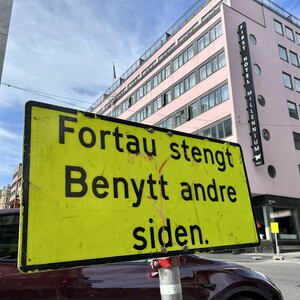 Fortau stengt
Benytt andre
siden.
FIRST HOTEL MILLENNIUM